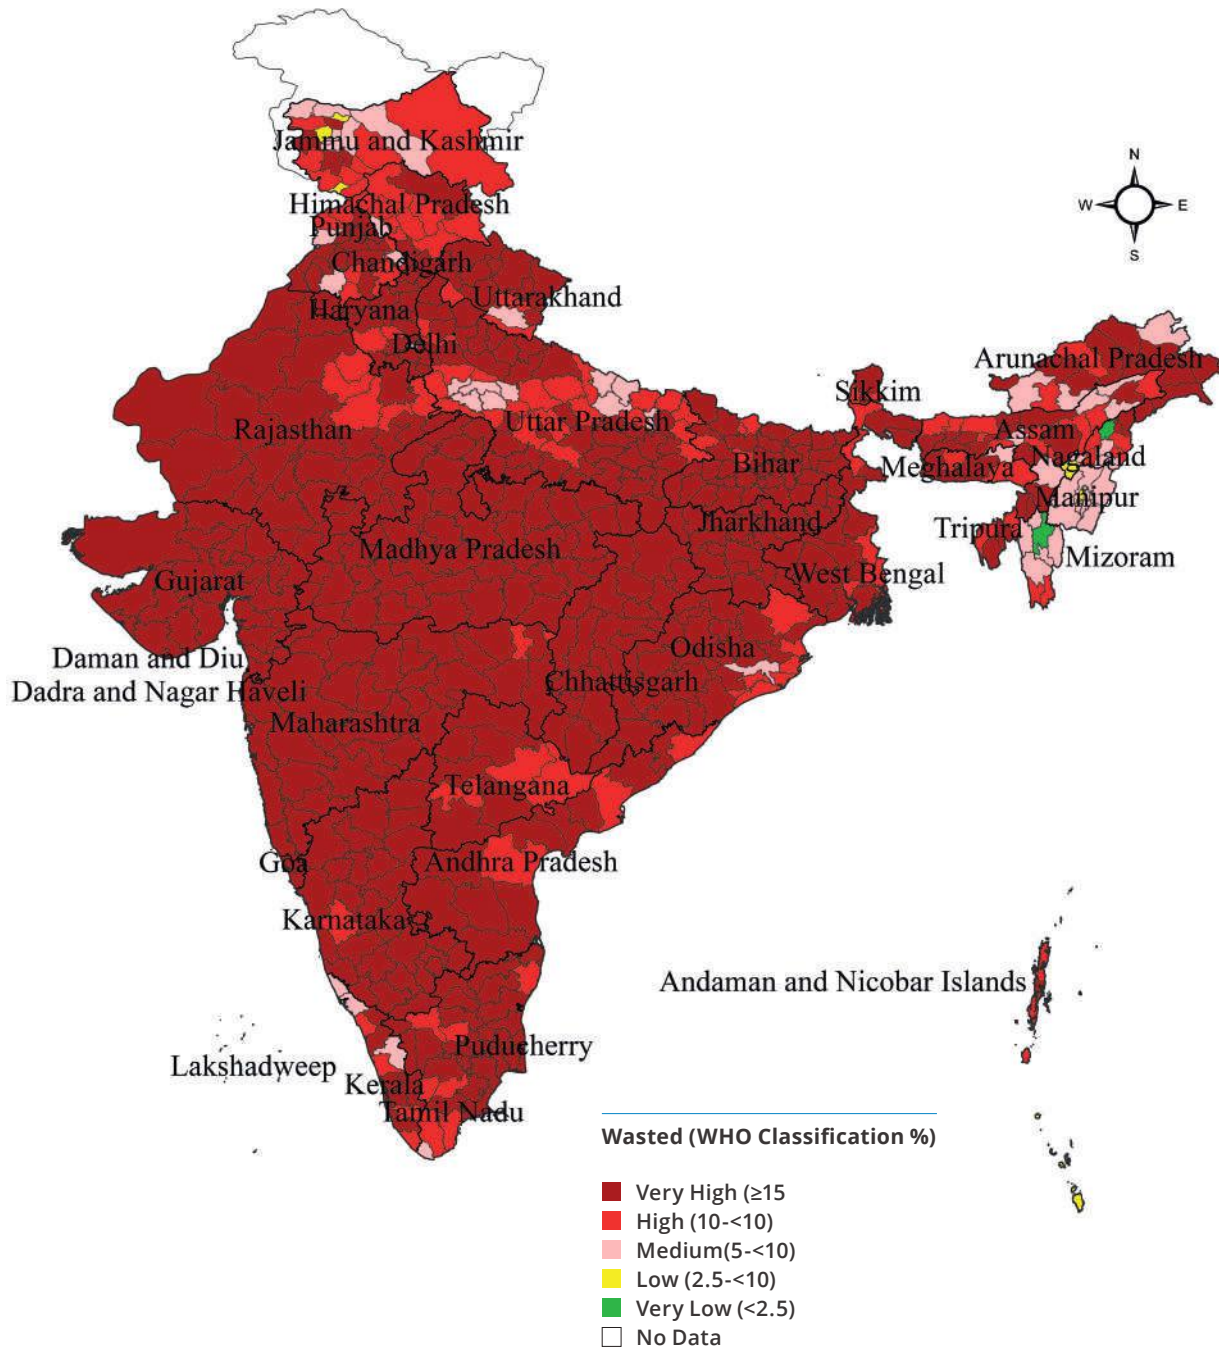 N
W E
S
Jammu and Kashmir
Himachal Pradesh
Punjab
Chandigarh
Uttarakhand
Haryana
Delhi
Arunachal Pradesh
Sikkim
Rajasthan
Uttar Pradesh
Assam
Bihar
Meghalaya
Nagaland
Manipur
Jharkhand
Tripura
Madhya Pradesh
Mizoram
Gujarat
West Bengal
Odisha
Daman and Diu
Dadra and Nagar Haveli
Chhattisgarh
Maharashtra
Telangana
Goa
Andhra Pradesh
Karnataka
Andaman and Nicobar Islands
Lakshadweep
Puducherry
Kerala
Tamil Nadu
Wasted (WHO Classification %)
Very High (≥15
High (10-<10)
Medium(5-<10)
Low (2.5-<10)
Very Low (<2.5)
No Data